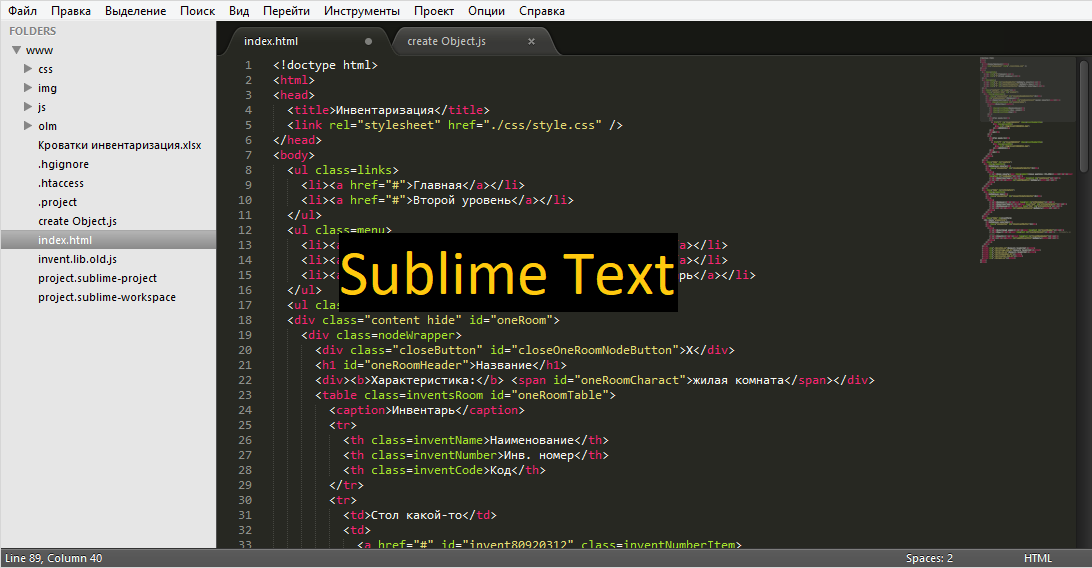 Файл Правка Выделение Поиск Вид Перейти Инструменты Проект Опции Справка
FOLDERS
www
css
img
js
olm
Кроватки инвентаризация.xlsx
.hgignore
.htaccess
.project
create Object.js
index.html
invent.lib.old.js
project.sublime-project
project.sublime-workspace
index.html create Object.js
1 <!doctype html>
2 <html>
3 <head>
4 <title>Инвентаризация</title>
5 <link rel="stylesheet" href="./css/style.css" />
6 </head>
7 <body>
8 <ul class=links>
9 <li><a href="#">Главная</a></li>
10 <li><a href="#">Второй уровень</a></li>
11 </ul>
12 <ul class=menu>
13 <li><a a></li>
14 <li><a a></li>
15 <li><a рь</a></li>
Sublime Text
16 </ul>
17 <ul clas
18 <div class="content hide" id="oneRoom">
19 <div class=nodeWrapper>
20 <div class="closeButton" id="closeOneRoomNodeButton">X</div>
21 <h1 id="oneRoomHeader">Название</h1>
22 <div><b>Характеристика:</b> <span id="oneRoomCharact">жилая комната</span></div>
23 <table class=inventsRoom id="oneRoomTable">
24 <caption>Инвентарь</caption>
25 <tr>
26 <th class=inventName>Наименование</th>
27 <th class=inventNumber>Инв. номер</th>
28 <th class=inventCode>Код</th>
29 </tr>
30 <tr>
31 <td>Стол какой-то</td>
32 <td>
33 <a href="#" id="invent80920312" class=inventNumberItem>
Line 89, Column 40 Spaces: 2 HTML